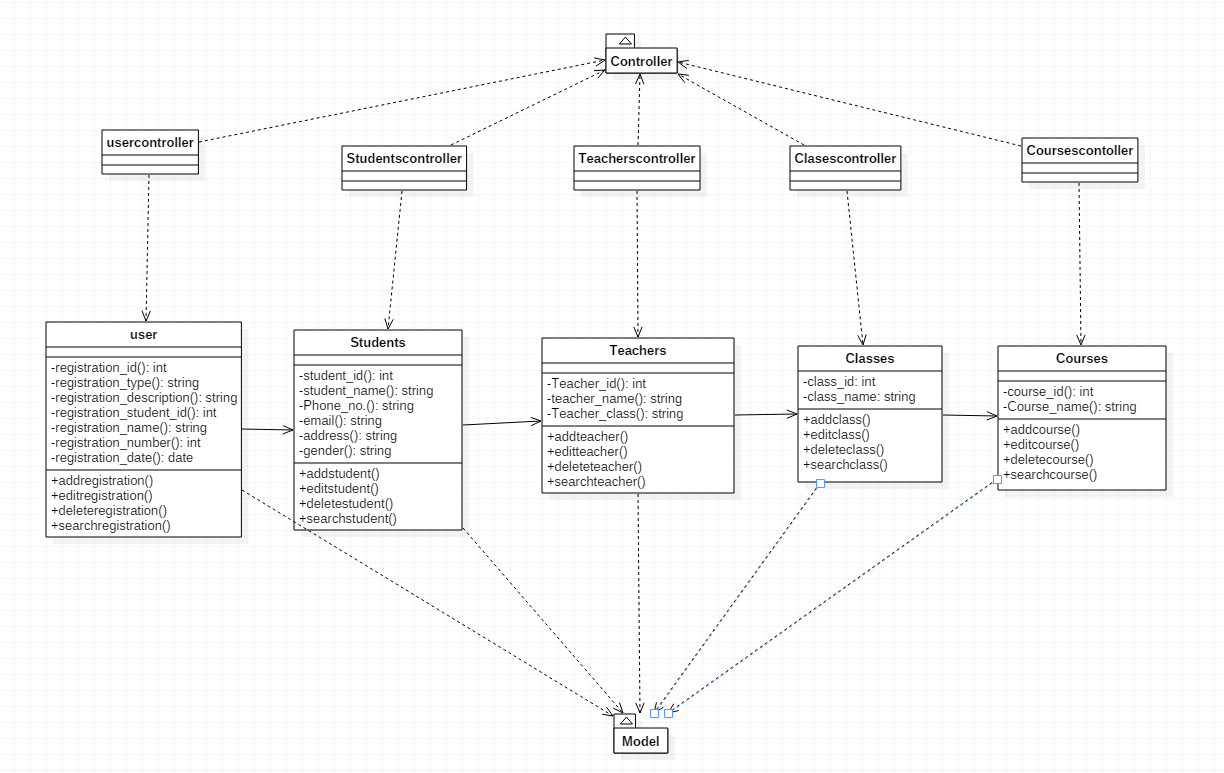 Controller
usercontroller
Studentscontroller
Teacherscontroller
Clasescontroller
Coursescontoller
user
-registration_id(): int
-registration_type(): string
-registration_description(): string
-registration_student_id(): int
-registration_name(): string
-registration_number(): int
-registration_date(): date
+addregistration()
+editregistration()
+deleteregistration()
+searchregistration()
Students
-student_id(): int
-student_name(): string
-Phone_no.(): string
-email(): string
-address(): string
-gender(): string
+addstudent()
+editstudent()
+deletestudent()
+searchstudent()
Teachers
-Teacher_id(): int
-teacher_name(): string
-Teacher_class(): string
+addteacher()
+editteacher()
+deleteteacher()
+searchteacher()
Classes
-class_id: int
-class_name: string
+addclass()
+editclass()
+deleteclass()
+searchclass()
Courses
-course_id(): int
-Course_name(): string
+addcourse()
+editcourse()
+deletecourse()
+searchcourse()
Model